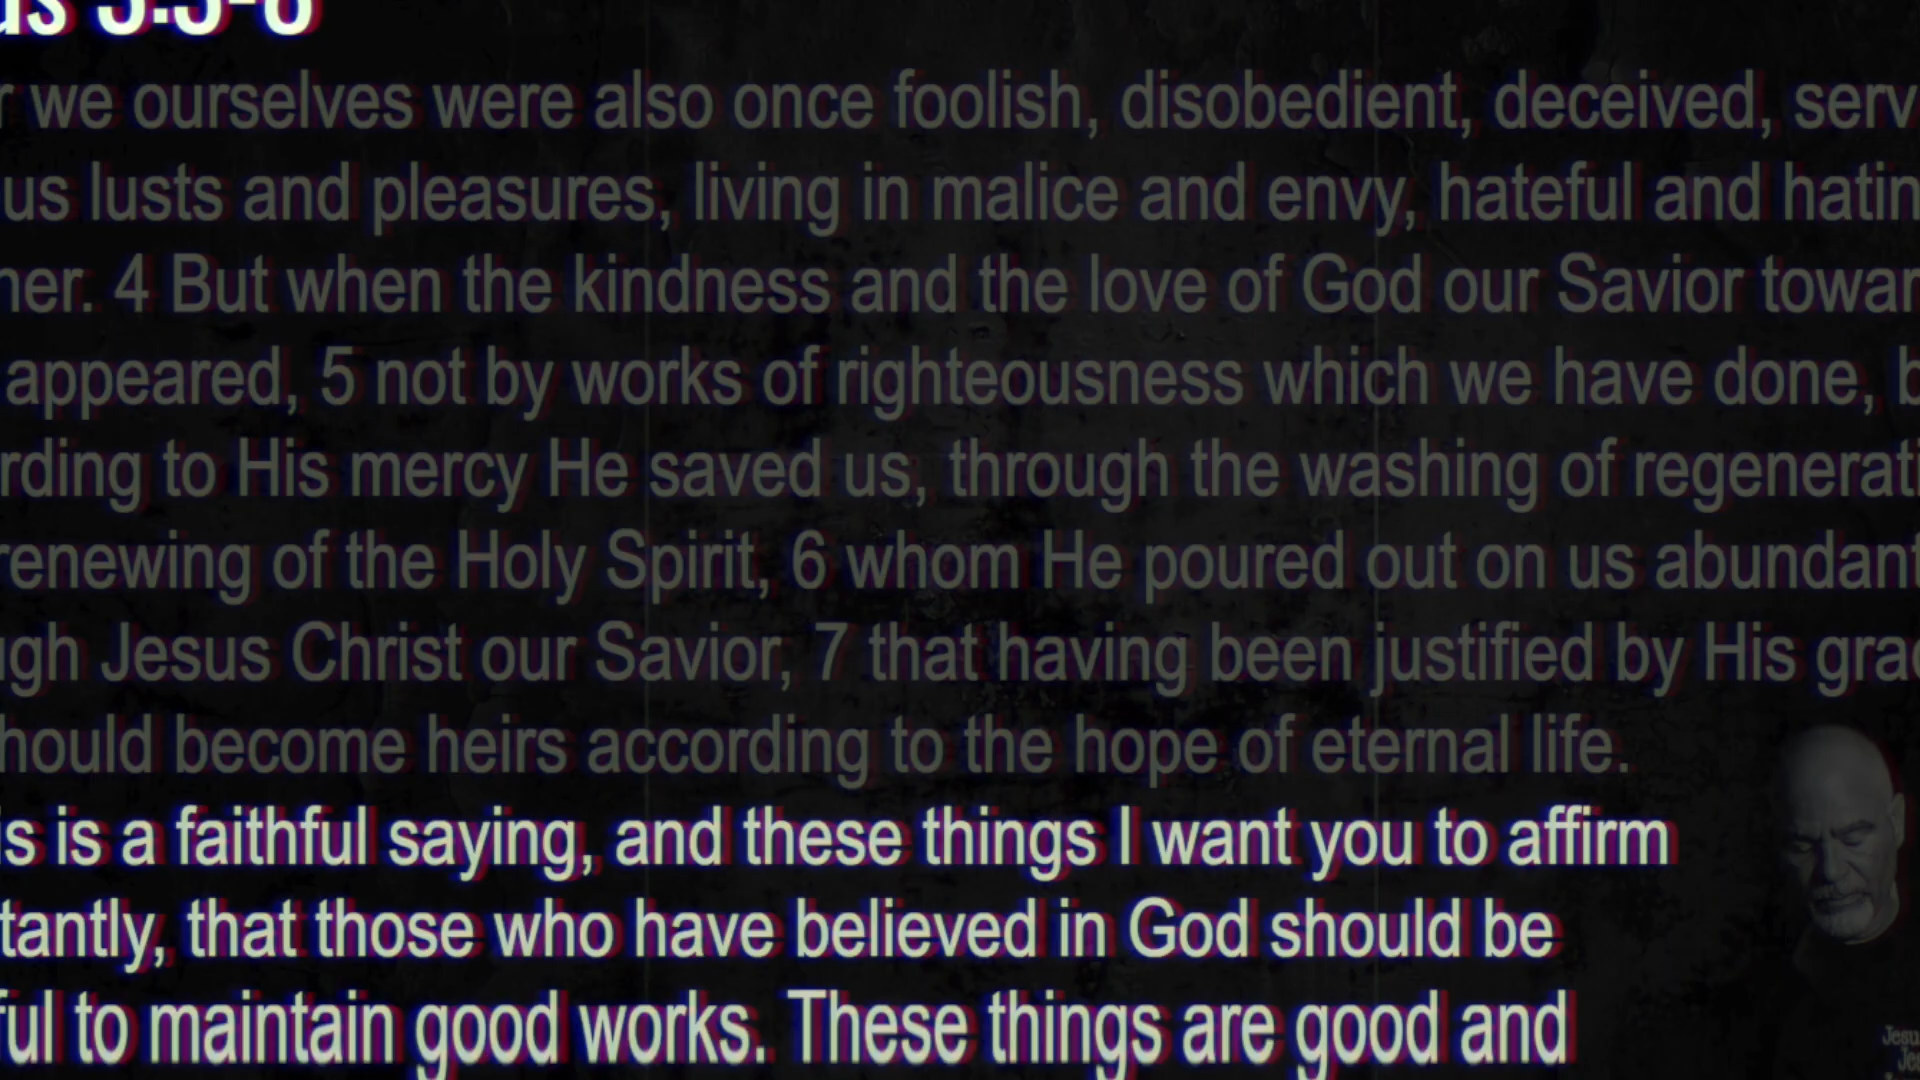 us 3:3-8
r we ourselves were also once foolish, disobedient, deceived, serv
us lusts and pleasures, living in malice and envy, hateful and hatin
her. 4 But when the kindness and the love of God our Savior towar
appeared, 5 not by works of righteousness which we have done, b
rding to His mercy He saved us, through the washing of regenerati
renewing of the Holy Spirit, 6 whom He poured out on us abundant
ugh Jesus Christ our Savior, 7 that having been justified by His grac
hould become heirs according to the hope of eternal life.
is is a faithful saying, and these things I want you to affirm
tantly, that those who have believed in God should be
ful to maintain good works. These things are good and
Jesu
Jes